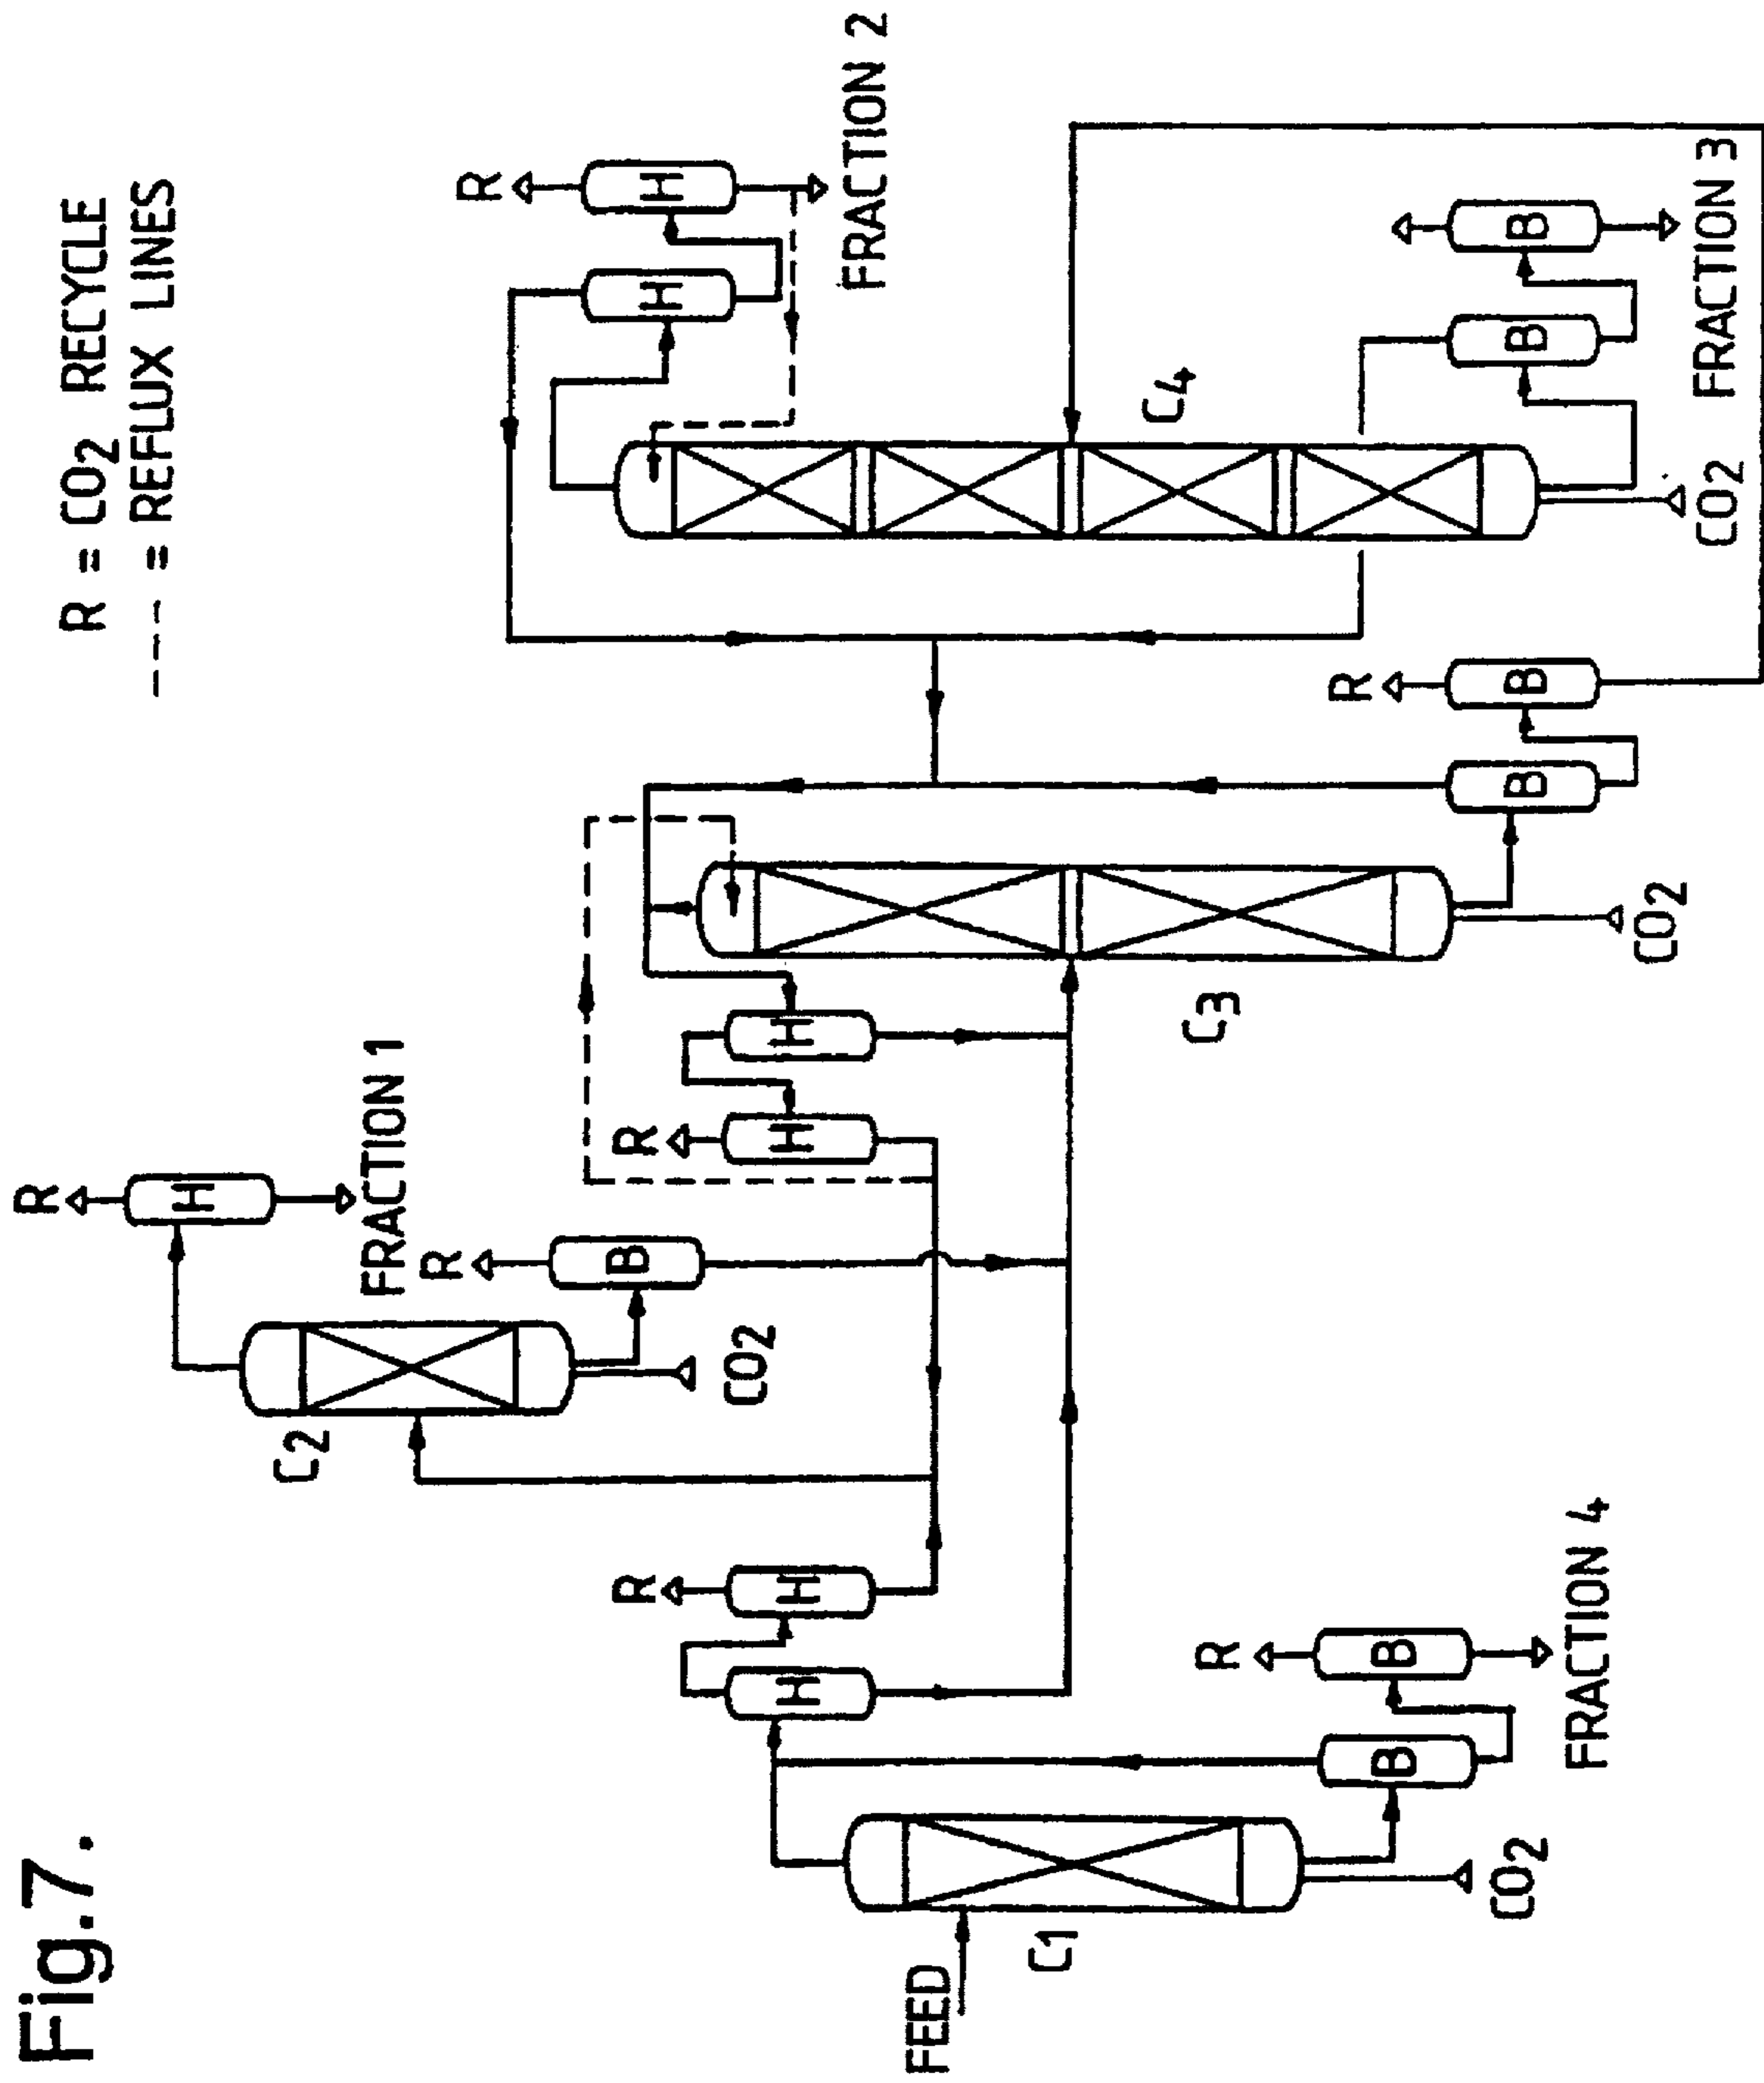 Fig.7.
R = CO2 RECYCLE
--- = REFLUX LINES
R
H
FRACTION 1
C2
CO2
R
B
R
H
H
R
H
H
R
H
H
FRACTION 2
FEED
C1
CO2
B
R
B
FRACTION 4
C3
CO2
B
R
B
C4
CO2
B
B
FRACTION 3